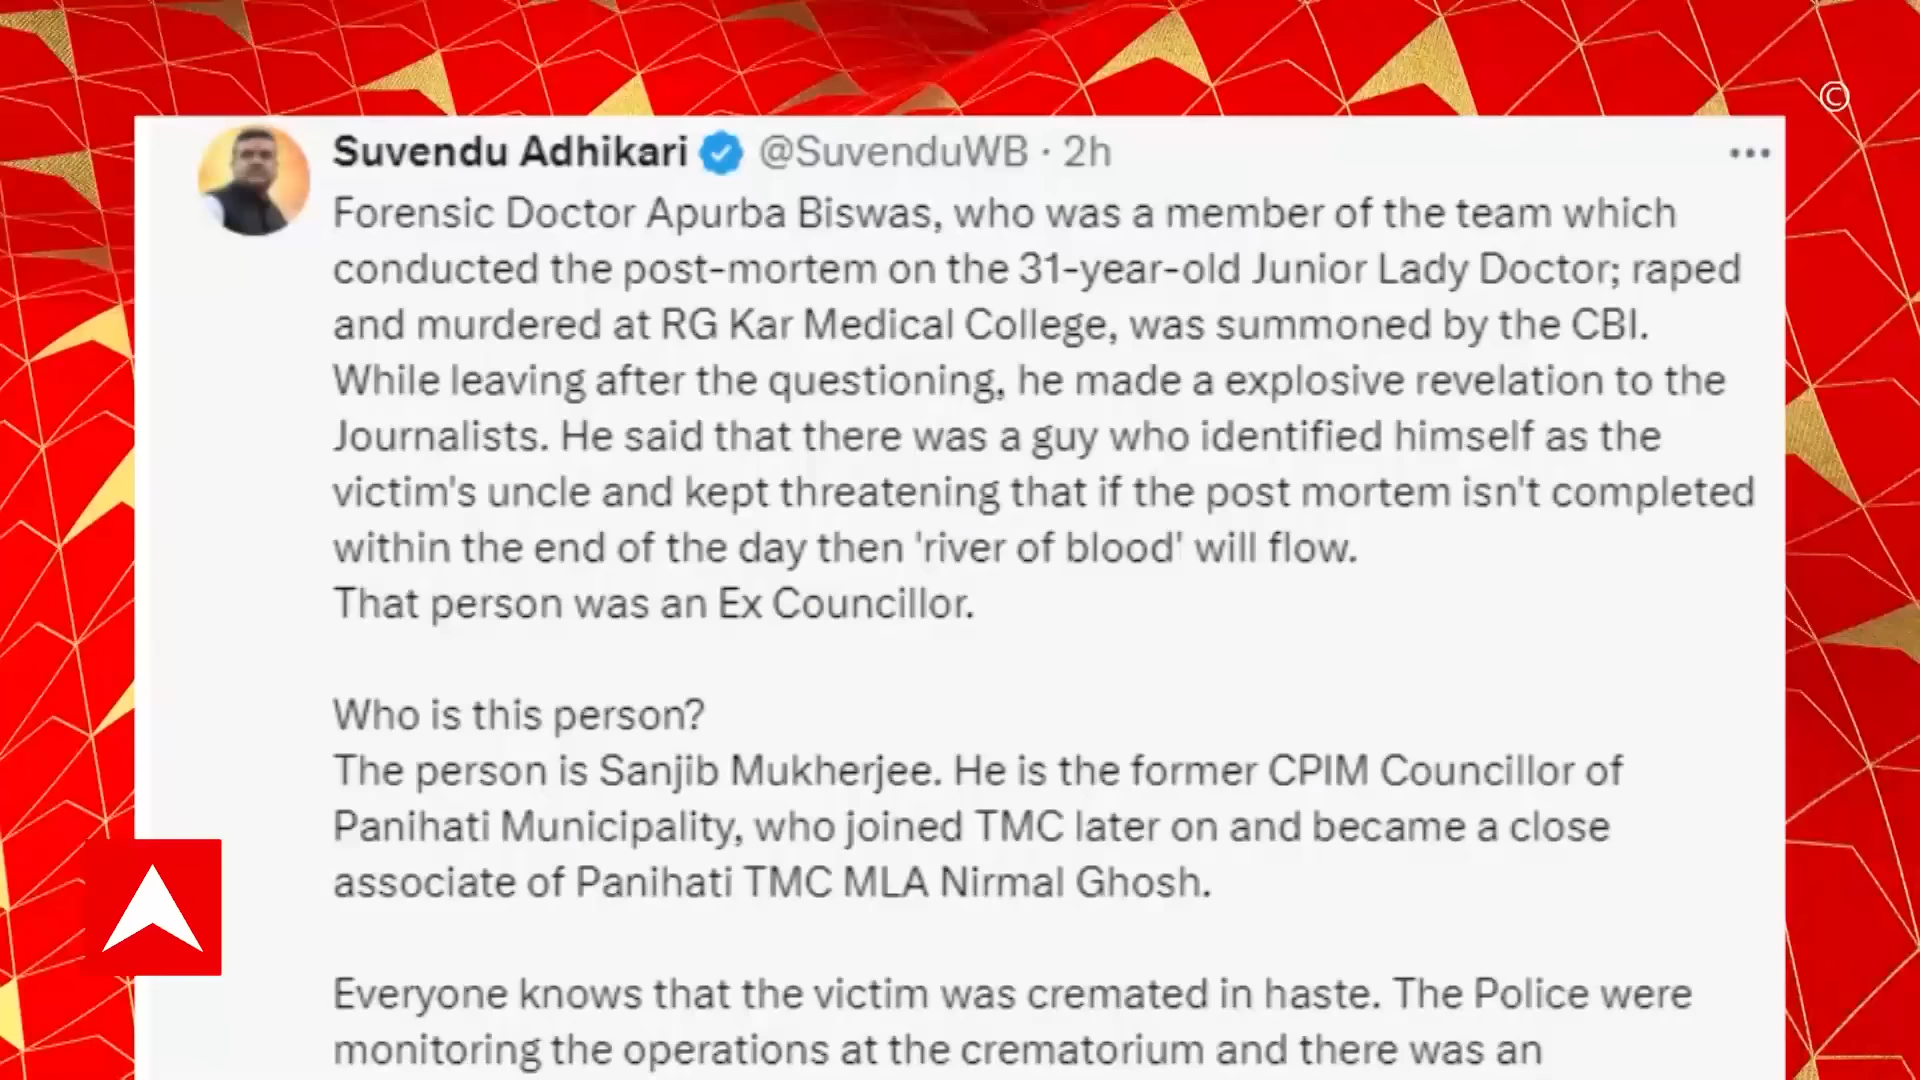 ©
Suvendu Adhikari @SuvenduWB · 2h
Forensic Doctor Apurba Biswas, who was a member of the team which
conducted the post-mortem on the 31-year-old Junior Lady Doctor; raped
and murdered at RG Kar Medical College, was summoned by the CBI.
While leaving after the questioning, he made a explosive revelation to the
Journalists. He said that there was a guy who identified himself as the
victim's uncle and kept threatening that if the post mortem isn't completed
within the end of the day then 'river of blood' will flow.
That person was an Ex Councillor.
Who is this person?
The person is Sanjib Mukherjee. He is the former CPIM Councillor of
Panihati Municipality, who joined TMC later on and became a close
associate of Panihati TMC MLA Nirmal Ghosh.
Everyone knows that the victim was cremated in haste. The Police were
monitoring the operations at the crematorium and there was an